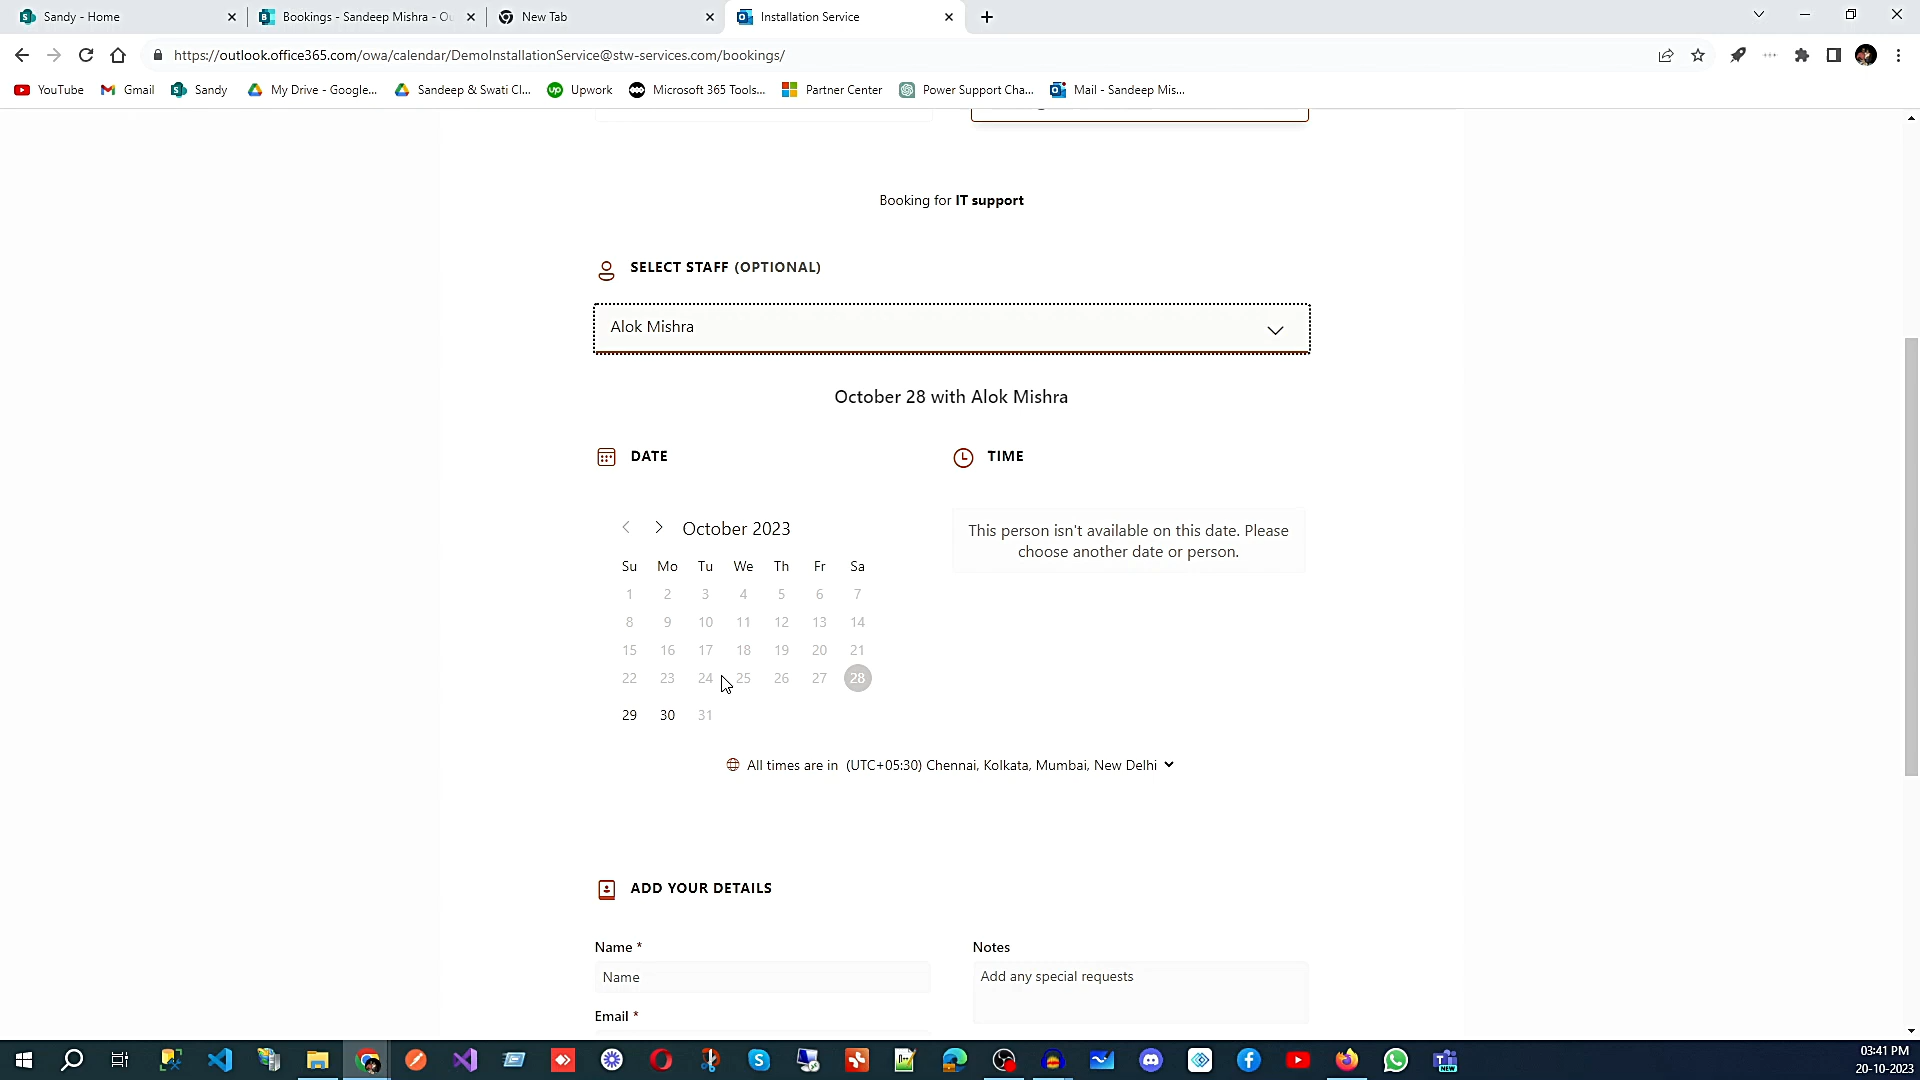 Sandy - Home
Bookings - Sandeep Mishra - Ou
New Tab
Installation Service
https://outlook.office365.com/owa/calendar/DemoInstallationService@stw-services.com/bookings/
YouTube
Gmail
Sandy
My Drive - Google...
Sandeep & Swati Cl...
Upwork
Microsoft 365 Tools...
Partner Center
Power Support Cha...
Mail - Sandeep Mis...
Booking for IT support
SELECT STAFF (OPTIONAL)
Alok Mishra
October 28 with Alok Mishra
DATE
TIME
October 2023
This person isn't available on this date. Please
choose another date or person.
Su Mo Tu We Th Fr Sa
1 2 3 4 5 6 7
8 9 10 11 12 13 14
15 16 17 18 19 20 21
22 23 24 25 26 27 28
29 30 31
All times are in (UTC+05:30) Chennai, Kolkata, Mumbai, New Delhi
ADD YOUR DETAILS
Name *
Notes
Name
Add any special requests
Email *
03:41 PM
20-10-2023